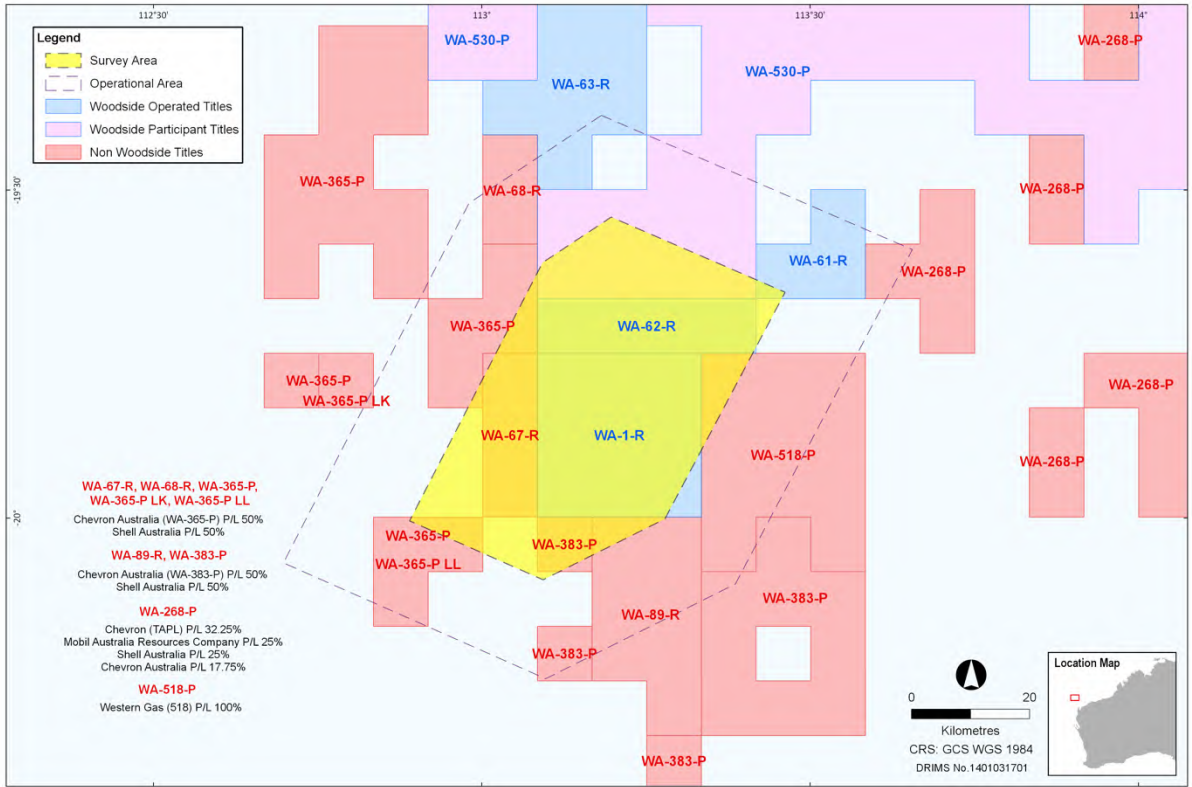 112°30'
113°
113°30'
114°
Legend
Survey Area
Operational Area
Woodside Operated Titles
Woodside Participant Titles
Non Woodside Titles
WA-530-P
WA-63-R
WA-530-P
WA-268-P
-19°30'
WA-365-P
WA-68-R
WA-268-P
WA-61-R
WA-268-P
WA-365-P
WA-62-R
WA-365-P
WA-365-P LK
WA-268-P
WA-67-R
WA-1-R
WA-518-P
WA-268-P
-20°
WA-365-P
WA-383-P
WA-365-P LL
WA-89-R
WA-383-P
WA-383-P
WA-383-P
WA-67-R, WA-68-R, WA-365-P,
WA-365-P LK, WA-365-P LL
Chevron Australia (WA-365-P) P/L 50%
Shell Australia P/L 50%
WA-89-R, WA-383-P
Chevron Australia (WA-383-P) P/L 50%
Shell Australia P/L 50%
WA-268-P
Chevron (TAPL) P/L 32.25%
Mobil Australia Resources Company P/L 25%
Shell Australia P/L 25%
Chevron Australia P/L 17.75%
WA-518-P
Western Gas (518) P/L 100%
0 20
Kilometres
CRS: GCS WGS 1984
DRIMS No.1401031701
Location Map